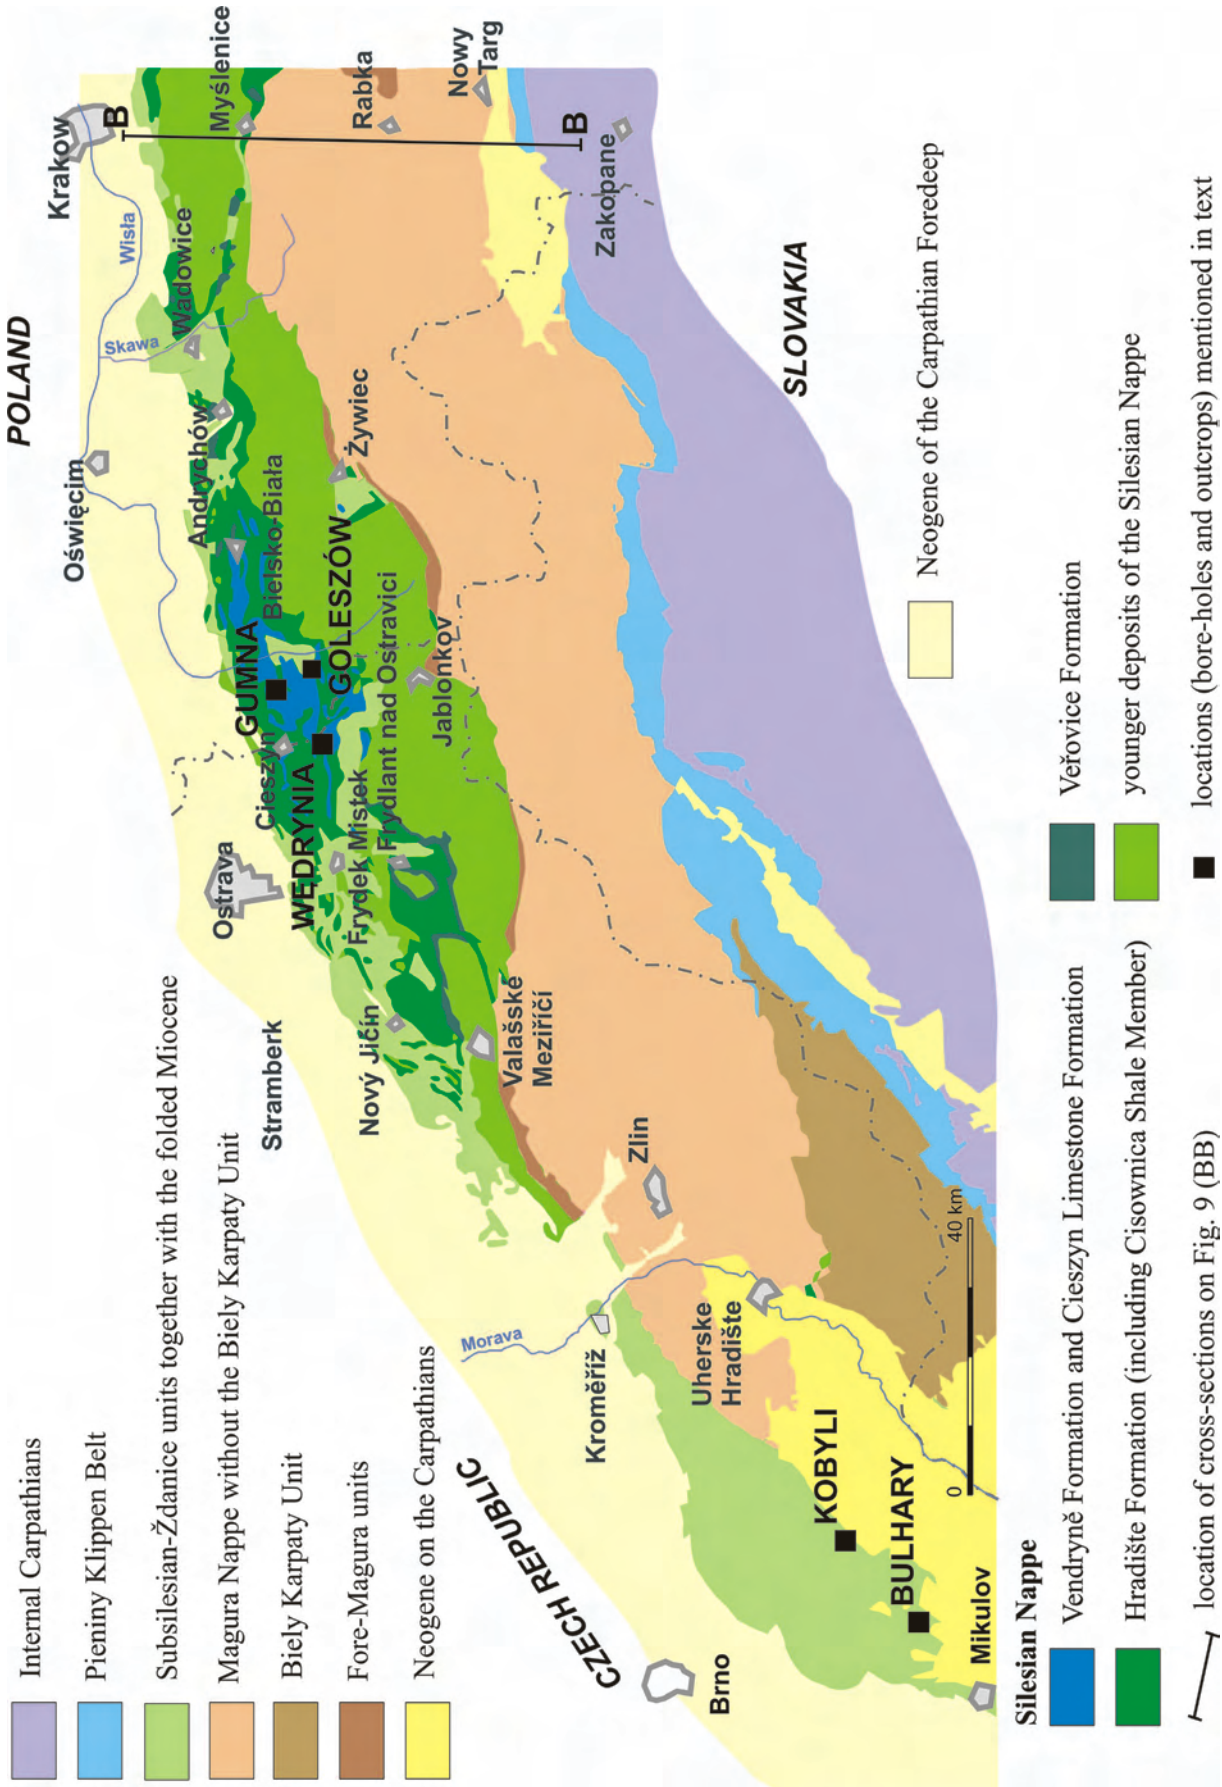 Internal Carpathians
Pieniny Klippen Belt
Subsilesian-Ždanice units together with the folded Miocene
Magura Nappe without the Biely Karpaty Unit
Biely Karpaty Unit
Fore-Magura units
Neogene on the Carpathians
POLAND
CZECH REPUBLIC
SLOVAKIA
Krakow
B
B
Wisła
Oświęcim
Skawa
Wadowice
Myślenice
Rabka
Nowy
Targ
Zakopane
Andrychów
Bielsko-Biała
Żywiec
GUMNA
GOLESZÓW
Cieszyn
WĘDRYNIA
Ostrava
Frydek Mistek
Frydlant nad Ostravici
Jablonkov
Stramberk
Nový Jičín
Valašske
Meziříčí
Zlin
Morava
Kroměříž
Uherske
Hradište
KOBYLI
BULHARY
Brno
Mikulov
0
40 km
Neogene of the Carpathian Foredeep
Silesian Nappe
Vendryně Formation and Cieszyn Limestone Formation
Hradište Formation (including Cisownica Shale Member)
location of cross-sections on Fig. 9 (BB)
Veřovice Formation
younger deposits of the Silesian Nappe
locations (bore-holes and outcrops) mentioned in text